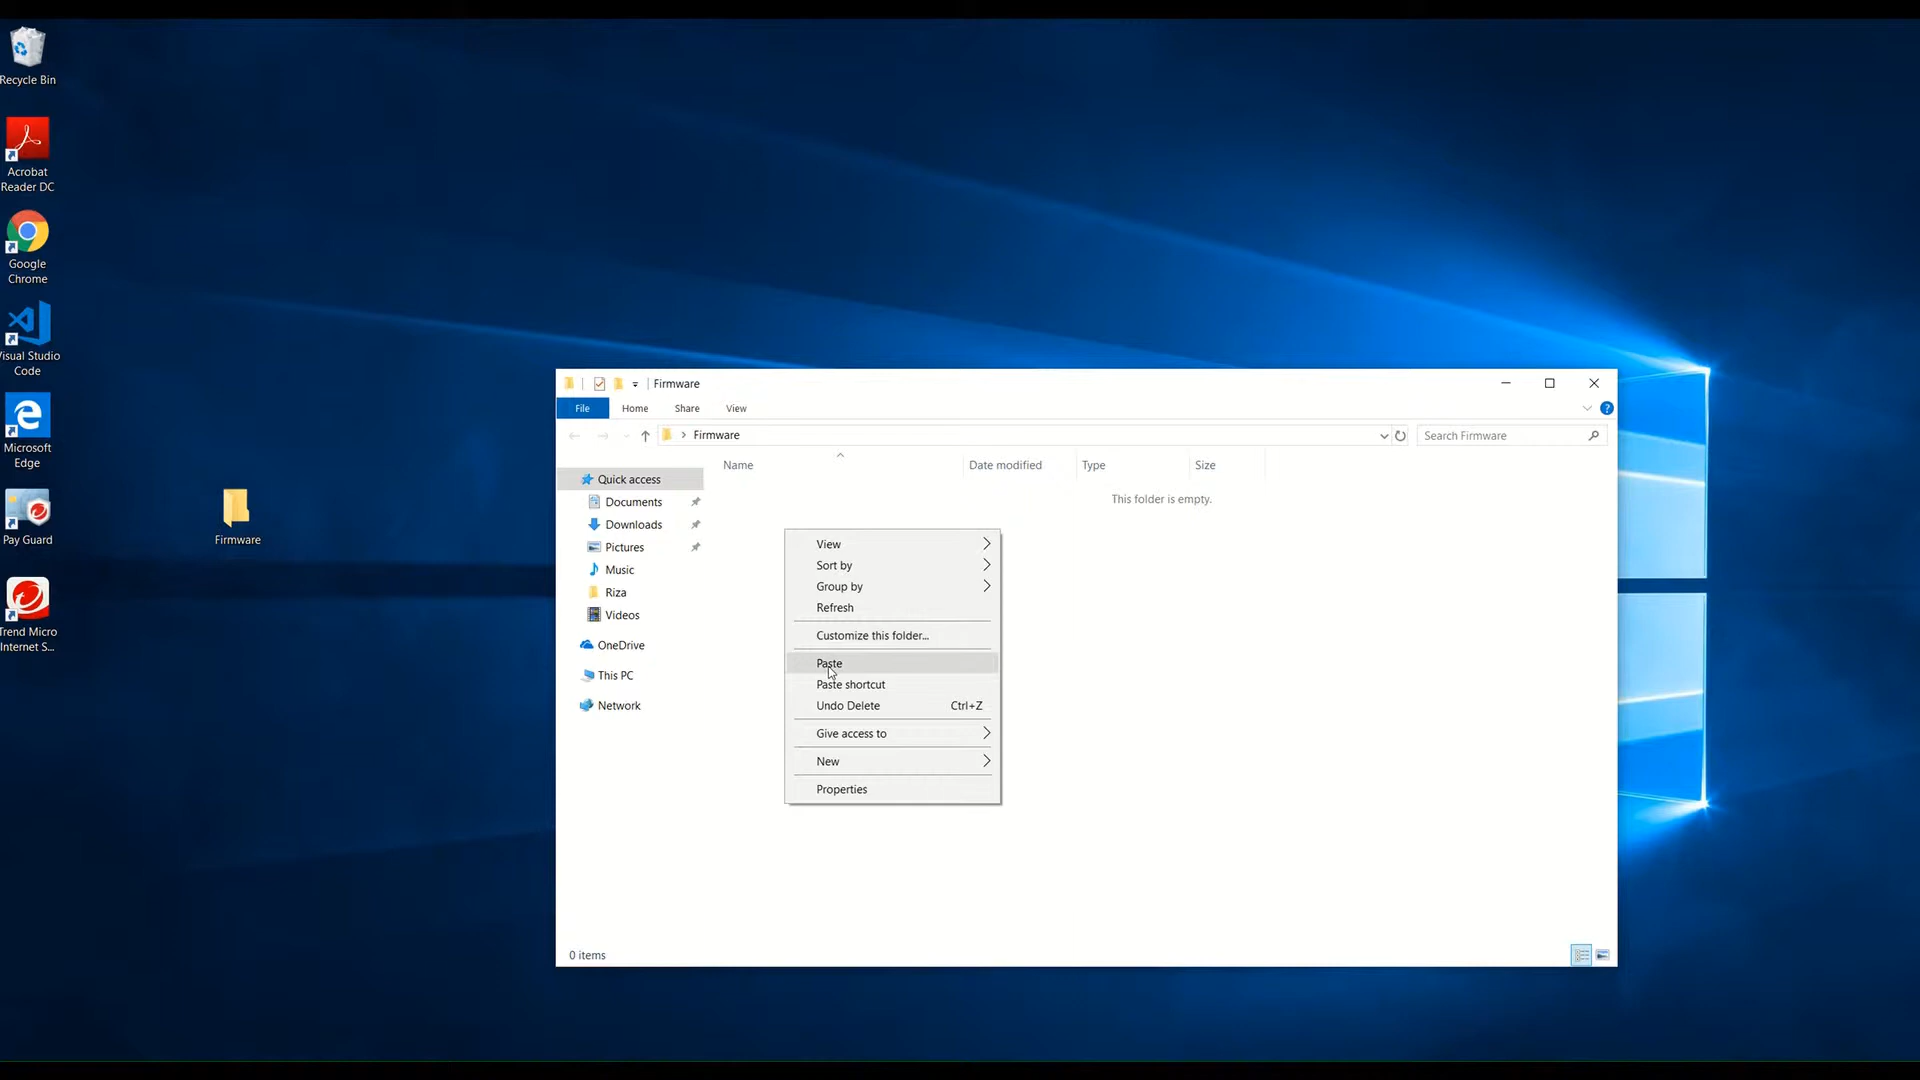 Recycle Bin
Acrobat
Reader DC
Google
Chrome
Visual Studio
Code
Microsoft
Edge
Pay Guard
Trend Micro
Internet S...
Firmware
Firmware
File
Home
Share
View
Firmware
Search Firmware
Name
Date modified
Type
Size
This folder is empty.
Quick access
Documents
Downloads
Pictures
Music
Riza
Videos
OneDrive
This PC
Network
View
Sort by
Group by
Refresh
Customize this folder...
Paste
Paste shortcut
Undo Delete Ctrl+Z
Give access to
New
Properties
0 items